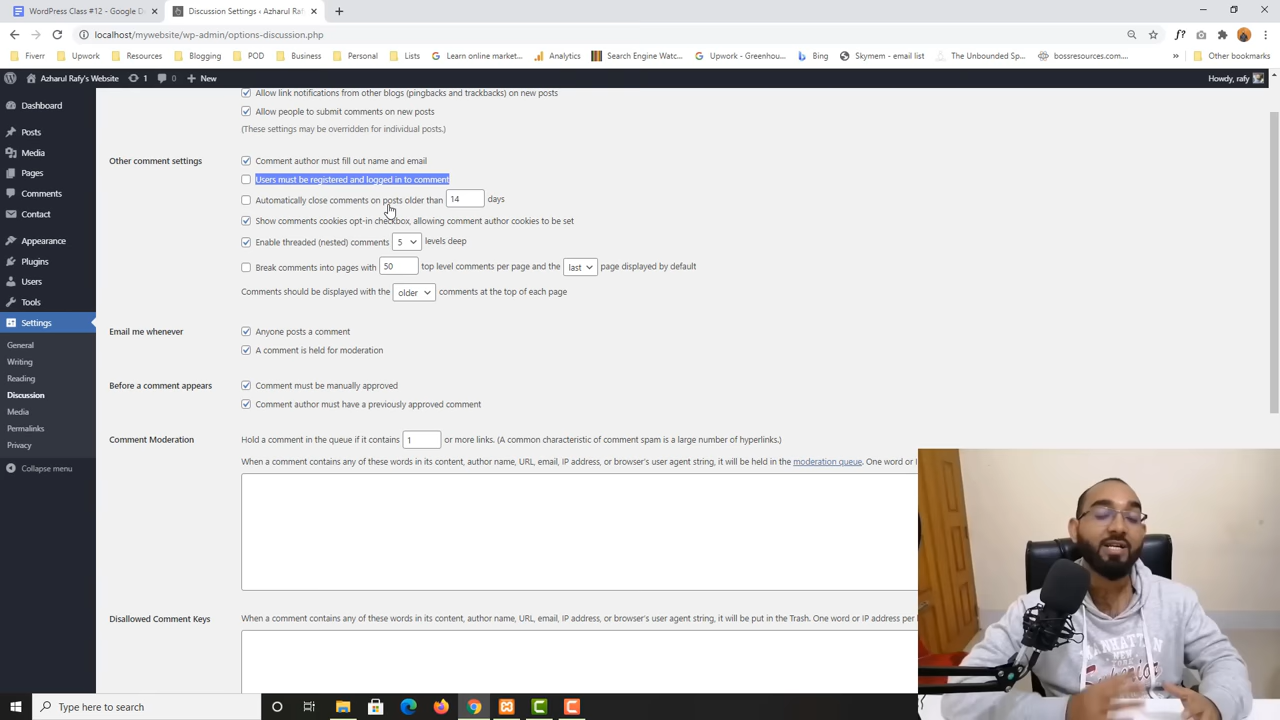 WordPress Class #12 - Google D
Discussion Settings ‹ Azharul Raf
localhost/mywebsite/wp-admin/options-discussion.php
f?
Fiverr
Upwork
Resources
Blogging
POD
Business
Personal
Lists
Learn online market...
Analytics
Search Engine Watc...
Upwork - Greenhou...
Bing
Skymem - email list
The Unbounded Sp...
bossresources.com...
»
Other bookmarks
Azharul Rafy's Website
1
0
New
Howdy, rafy
Dashboard
Posts
Media
Pages
Comments
Contact
Appearance
Plugins
Users
Tools
Settings
General
Writing
Reading
Discussion
Media
Permalinks
Privacy
Collapse menu
Allow link notifications from other blogs (pingbacks and trackbacks) on new posts
Allow people to submit comments on new posts
(These settings may be overridden for individual posts.)
Other comment settings
Comment author must fill out name and email
Users must be registered and logged in to comment
Automatically close comments on posts older than 14 days
Show comments cookies opt-in checkbox, allowing comment author cookies to be set
Enable threaded (nested) comments 5 levels deep
Break comments into pages with 50 top level comments per page and the last page displayed by default
Comments should be displayed with the older comments at the top of each page
Email me whenever
Anyone posts a comment
A comment is held for moderation
Before a comment appears
Comment must be manually approved
Comment author must have a previously approved comment
Comment Moderation
Hold a comment in the queue if it contains 1 or more links. (A common characteristic of comment spam is a large number of hyperlinks.)
When a comment contains any of these words in its content, author name, URL, email, IP address, or browser's user agent string, it will be held in the moderation queue. One word or I
Disallowed Comment Keys
When a comment contains any of these words in its content, author name, URL, email, IP address, or browser's user agent string, it will be put in the Trash. One word or IP address per
MANHATTAN
NEW
Type here to search